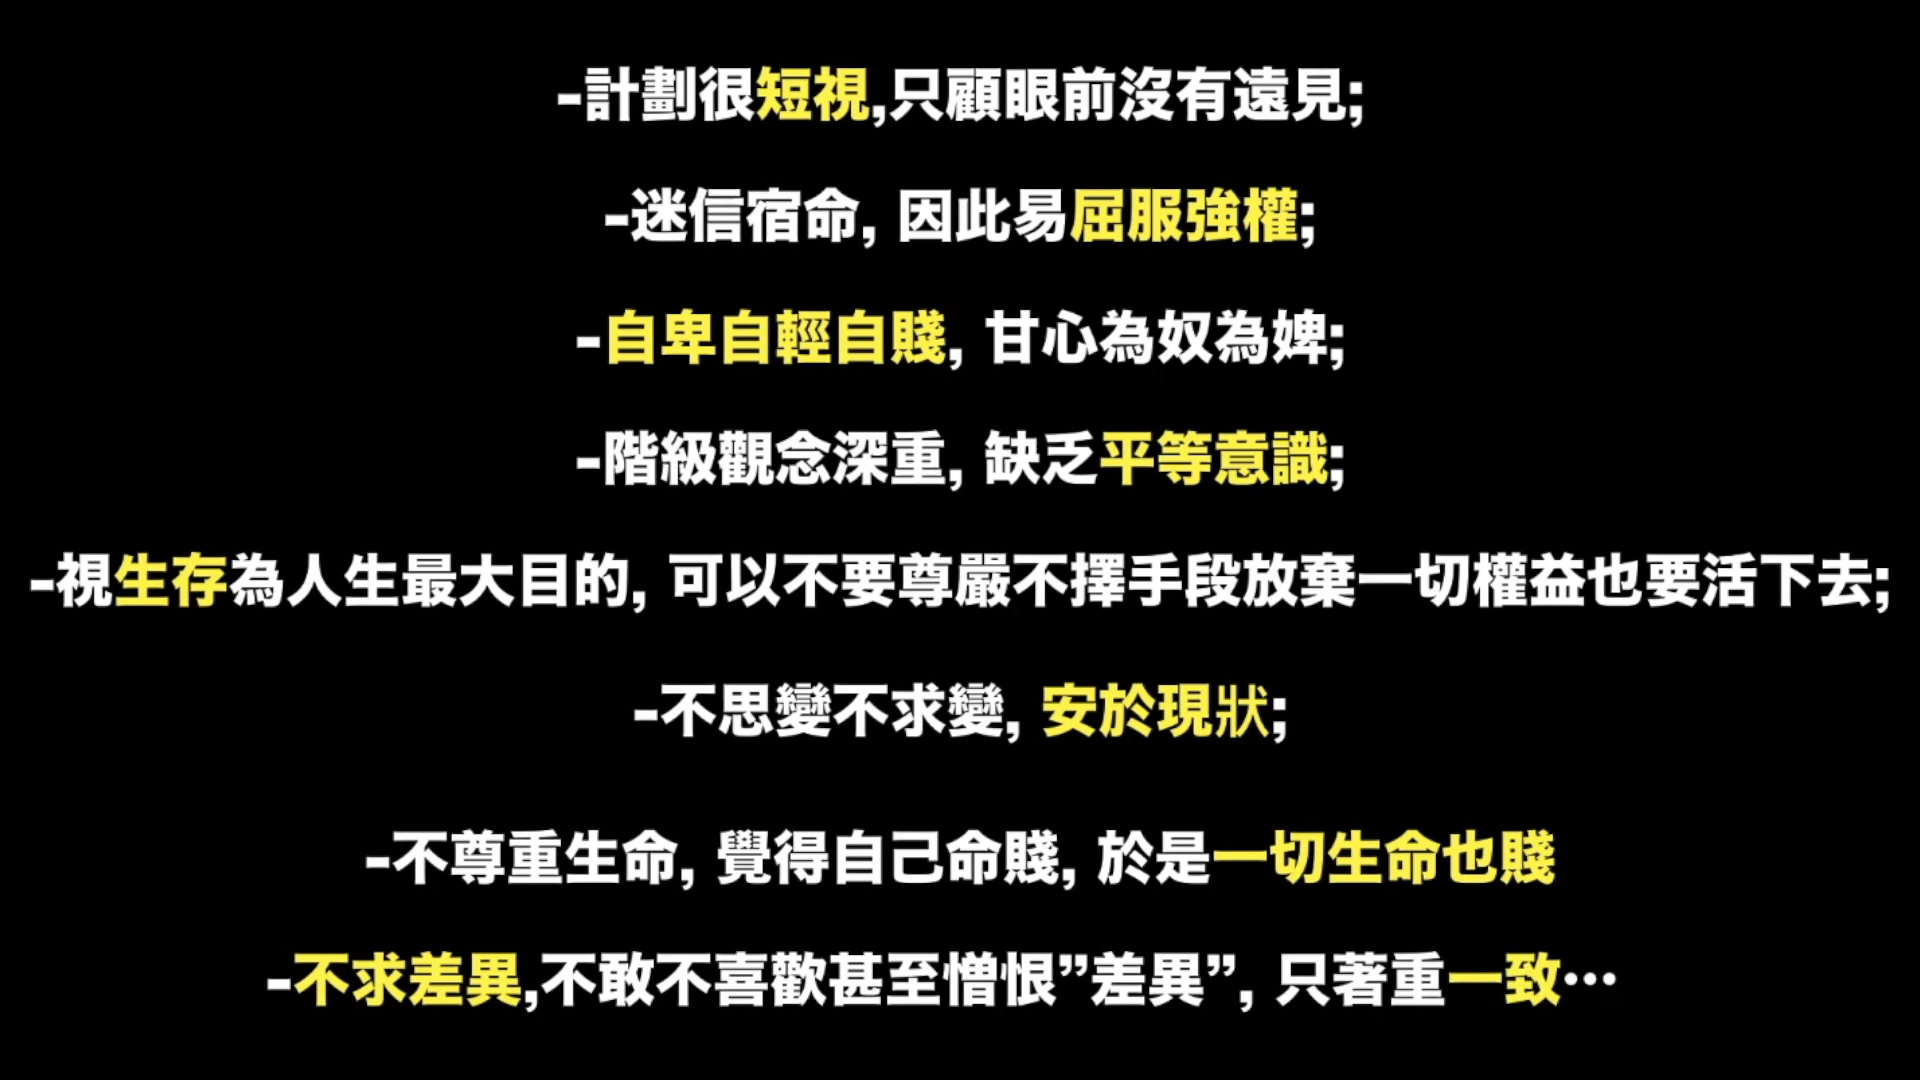 -計劃很短視,只顧眼前沒有遠見;
-迷信宿命, 因此易屈服強權;
-自卑自輕自賤, 甘心為奴為婢;
-階級觀念深重, 缺乏平等意識;
-視生存為人生最大目的, 可以不要尊嚴不擇手段放棄一切權益也要活下去;
-不思變不求變, 安於現狀;
-不尊重生命, 覺得自己命賤, 於是一切生命也賤
-不求差異,不敢不喜歡甚至憎恨”差異”, 只著重一致…